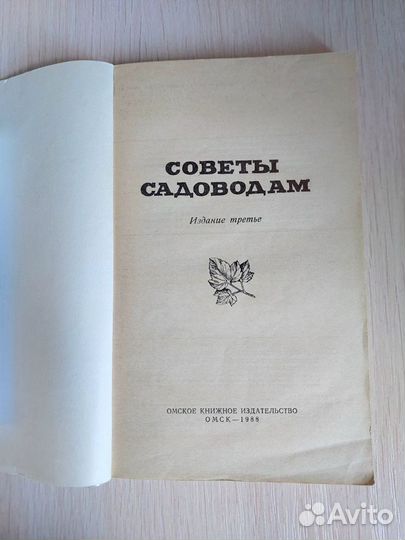 СОВЕТЫ
САДОВОДАМ
Издание третье
ОМСКОЕ КНИЖНОЕ ИЗДАТЕЛЬСТВО
ОМСК—1988
Avito